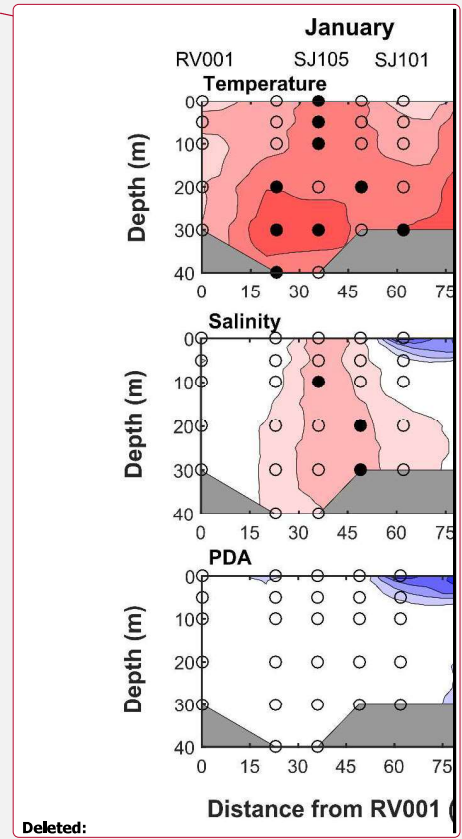 January
RV001 SJ105 SJ101
Temperature
0
10
20
30
40
Depth (m)
0 15 30 45 60 75
Salinity
0
10
20
30
40
Depth (m)
0 15 30 45 60 75
PDA
0
10
20
30
40
Depth (m)
0 15 30 45 60 75
Distance from RV001 (
Deleted: